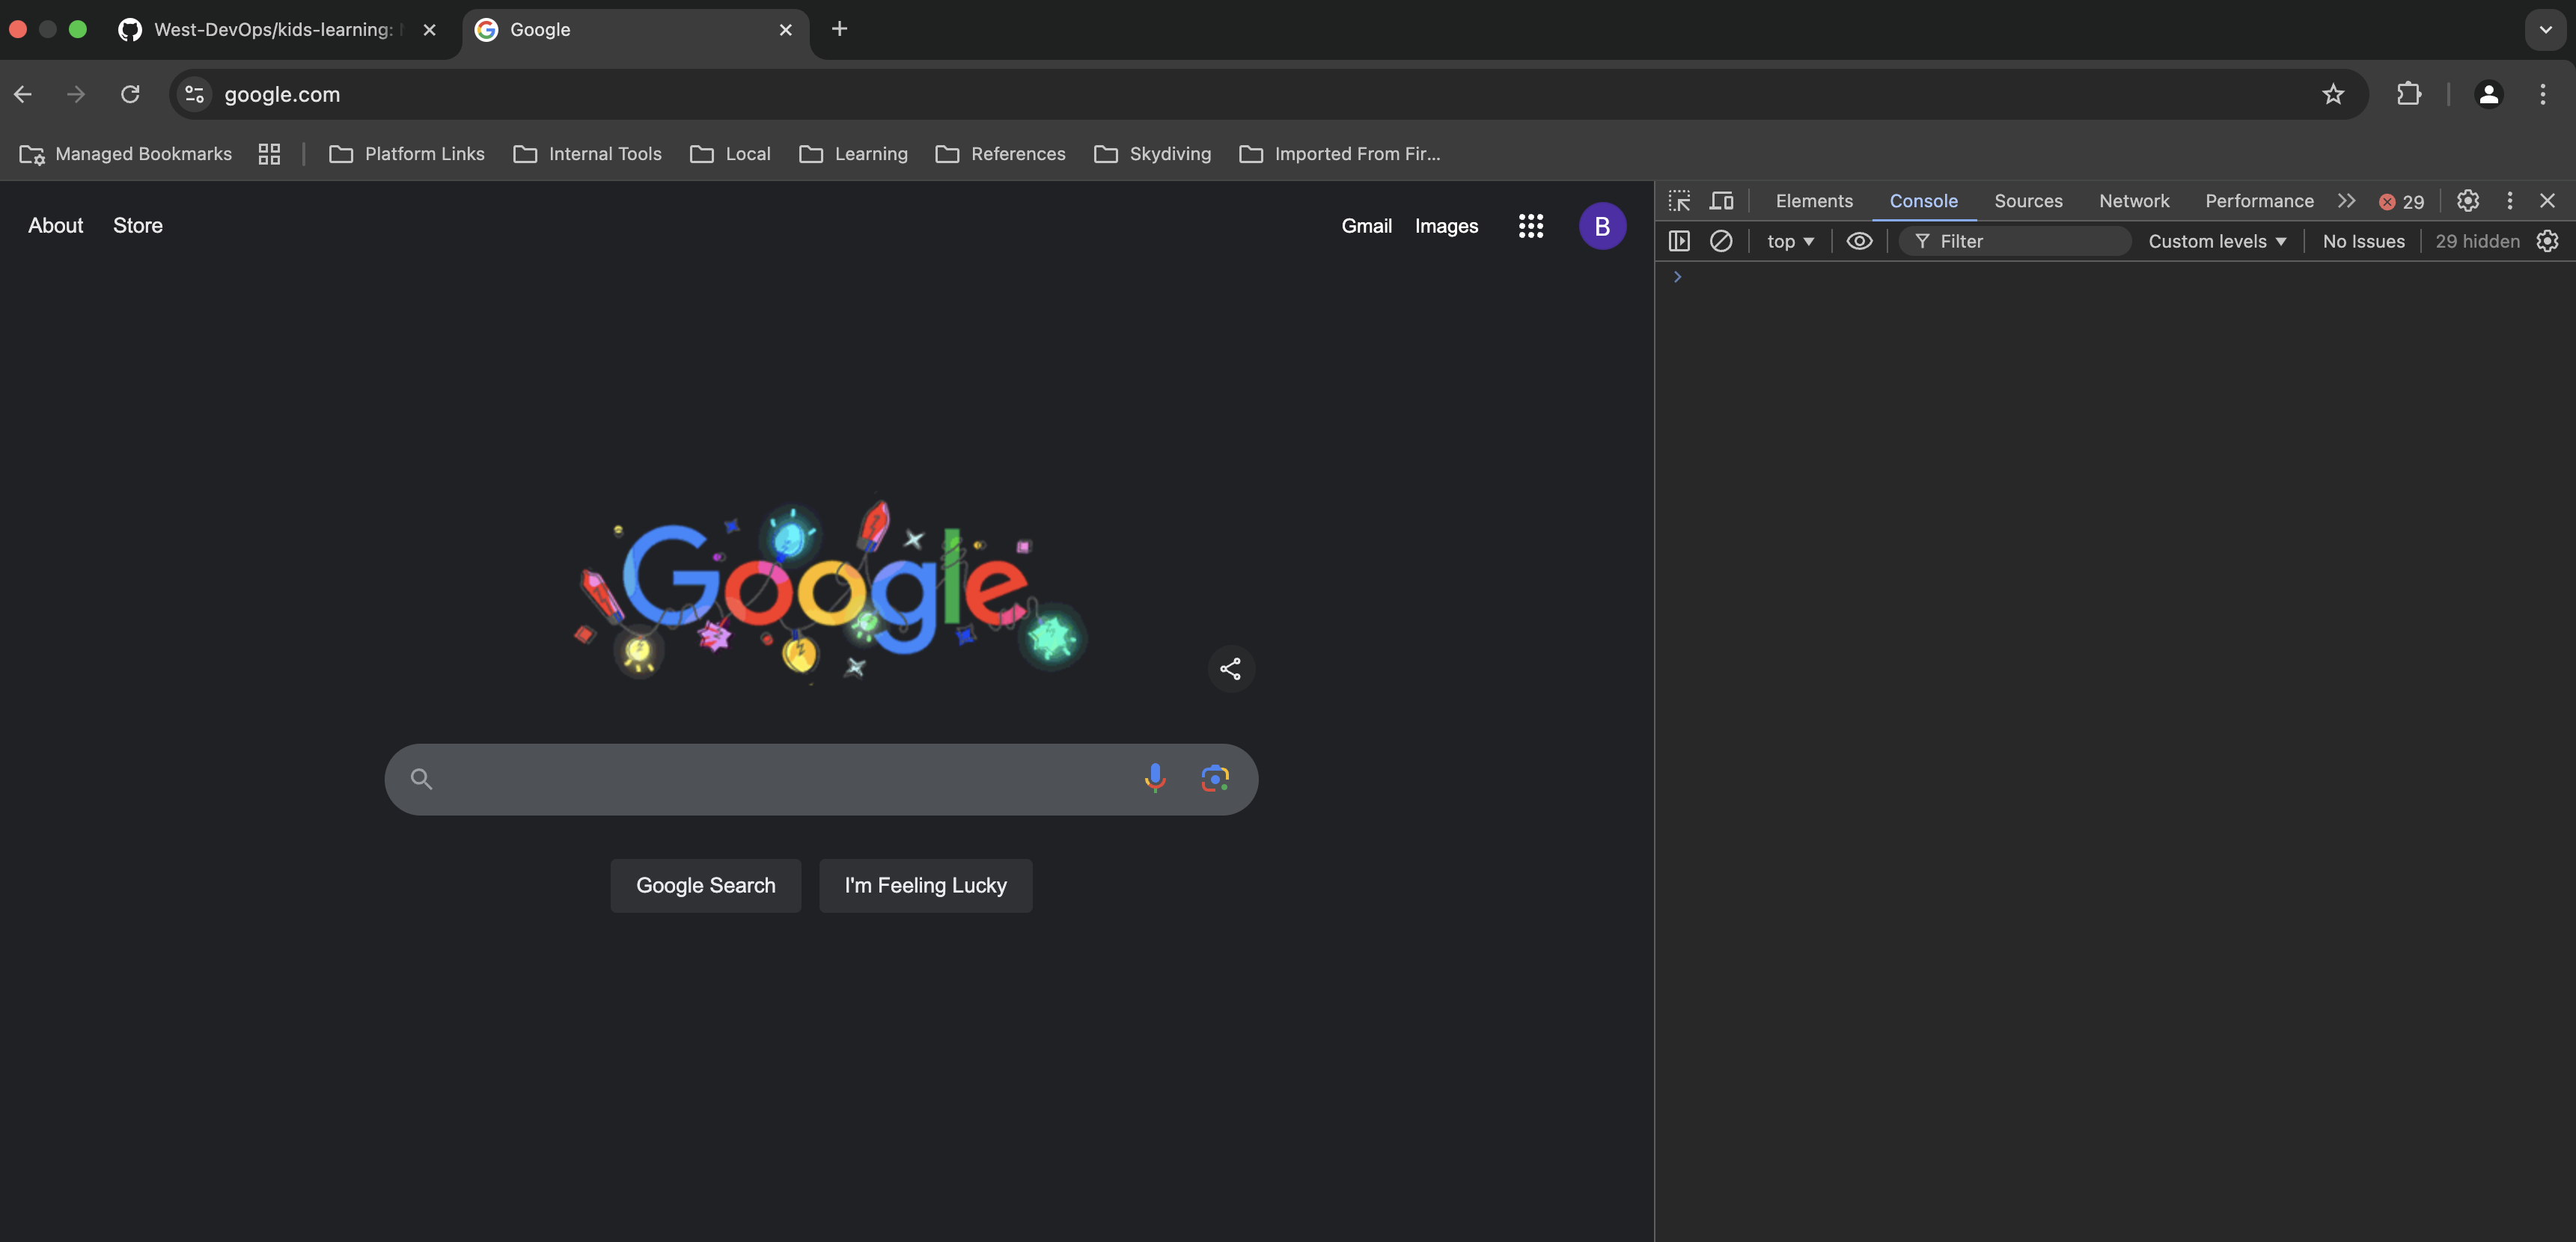 West-DevOps/kids-learning:
Google
google.com
Managed Bookmarks
Platform Links
Internal Tools
Local
Learning
References
Skydiving
Imported From Fir...
About
Store
Gmail
Images
B
Google
Google Search
I'm Feeling Lucky
Elements
Console
Sources
Network
Performance
29
top
Filter
Custom levels
No Issues
29 hidden